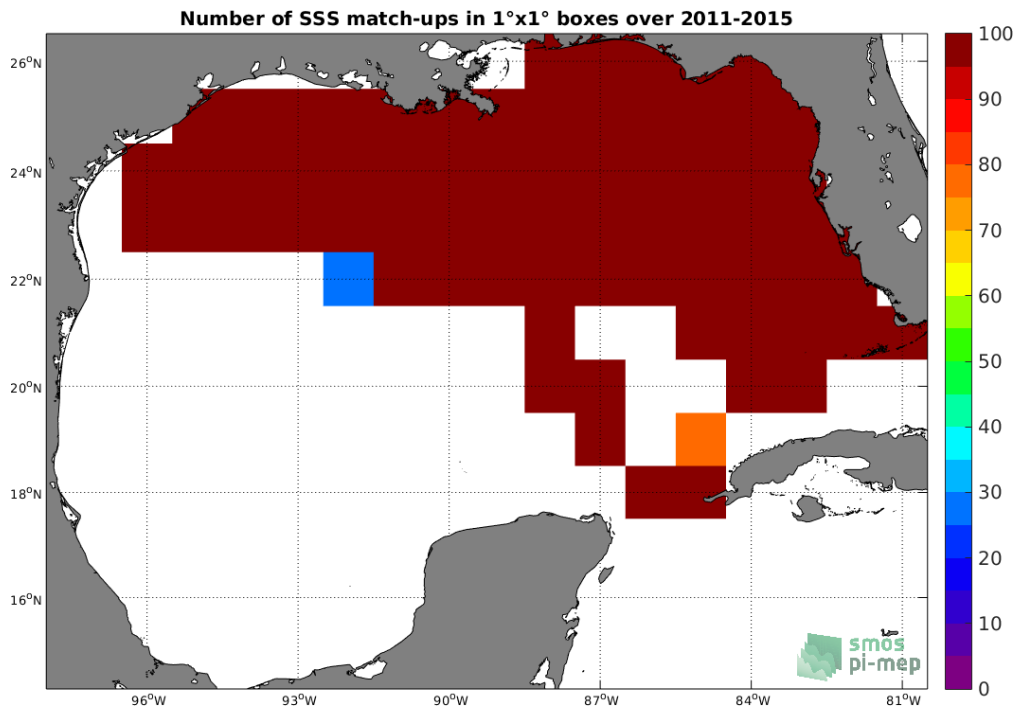 Number of SSS match-ups in 1°x1° boxes over 2011-2015
26°N
24°N
22°N
20°N
18°N
16°N
96°W
93°W
90°W
87°W
84°W
81°W
100
90
80
70
60
50
40
30
20
10
0
smos
pi-mep